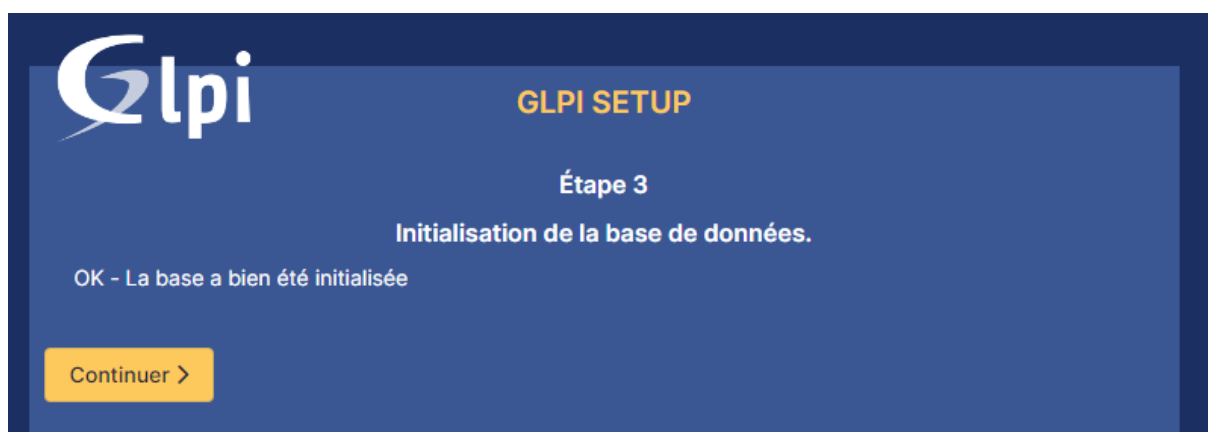 Glpi
GLPI SETUP
Étape 3
Initialisation de la base de données.
OK - La base a bien été initialisée
Continuer >